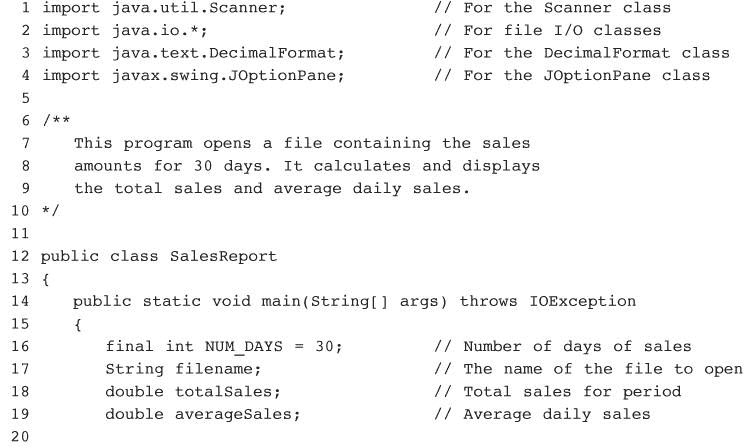 1 import java.util.Scanner; // For the Scanner class
2 import java.io.*; // For file I/O classes
3 import java.text.DecimalFormat; // For the DecimalFormat class
4 import javax.swing.JOptionPane; // For the JOptionPane class
5
6 /**
7 This program opens a file containing the sales
8 amounts for 30 days. It calculates and displays
9 the total sales and average daily sales.
10 */
11
12 public class SalesReport
13 {
14 public static void main(String[] args) throws IOException
15 {
16 final int NUM_DAYS = 30; // Number of days of sales
17 String filename; // The name of the file to open
18 double totalSales; // Total sales for period
19 double averageSales; // Average daily sales
20